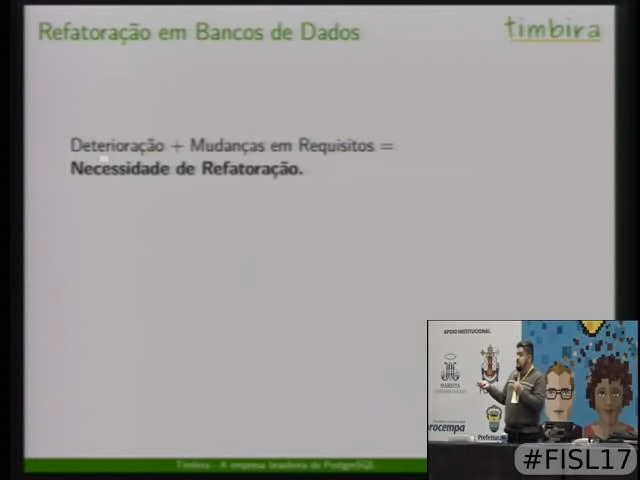 Refatoração em Bancos de Dados
timbira
Deterioração + Mudanças em Requisitos =
Necessidade de Refatoração.
APOIO INSTITUCIONAL
MARISTA
procempa
Prefeitura
Timbira - A empresa brasileira de PostgreSQL
#FISL17